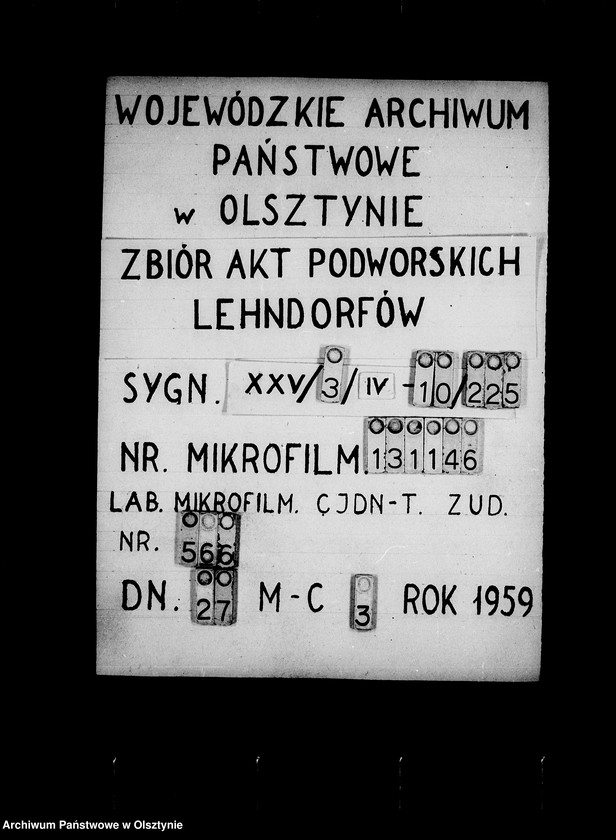 WOJEWÓDZKIE ARCHIWUM
PAŃSTWOWE
w OLSZTYNIE
ZBIÓR AKT PODWORSKICH
LEHNDORFÓW
SYGN. XXV/3/IV-10/225
NR. MIKROFILM. 131146
LAB. MIKROFILM. CJDN-T. ZUD.
NR. 566
DN. 27 M-C 3 ROK 1959
Archiwum Państwowe w Olsztynie